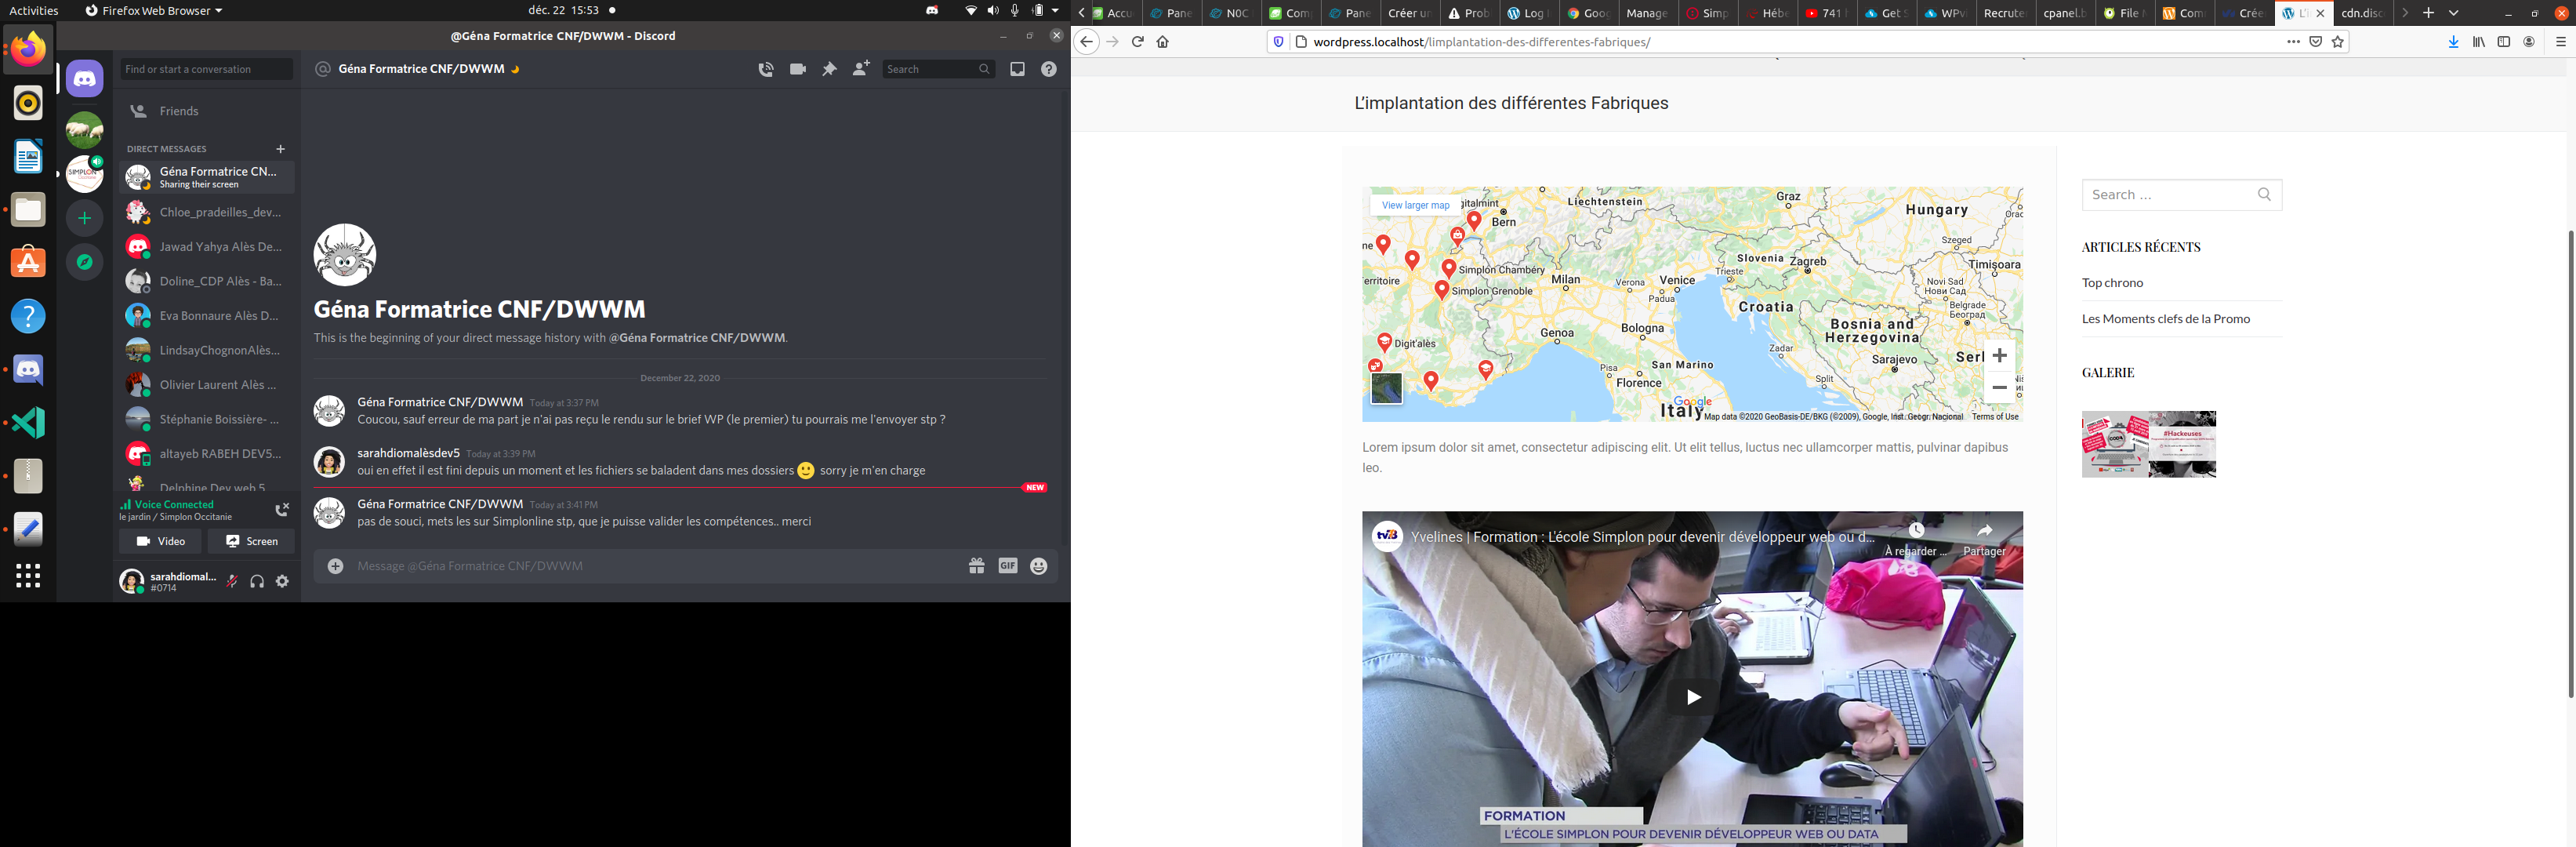 Activities
Firefox Web Browser
déc. 22 15:53
@Géna Formatrice CNF/DWWM - Discord
Find or start a conversation
Friends
DIRECT MESSAGES
Géna Formatrice CN...
Sharing their screen
Chloe_pradeilles_dev...
Jawad Yahya Alès De...
Doline_CDP Alès - Ba...
Eva Bonnaure Alès D...
LindsayChognonAlès...
Olivier Laurent Alès ...
Stéphanie Boissière- ...
altayeb RABEH DEV5...
Delphine Dev web 5
Voice Connected
le jardin / Simplon Occitanie
Video
Screen
sarahdiomal...
#0714
@ Géna Formatrice CNF/DWWM
Search
Géna Formatrice CNF/DWWM
This is the beginning of your direct message history with @Géna Formatrice CNF/DWWM.
December 22, 2020
Géna Formatrice CNF/DWWM Today at 3:37 PM
Coucou, sauf erreur de ma part je n'ai pas reçu le rendu sur le brief WP (le premier) tu pourrais me l'envoyer stp ?
sarahdiomalèsdev5 Today at 3:39 PM
oui en effet il est fini depuis un moment et les fichiers se baladent dans mes dossiers 🙂 sorry je m'en charge
NEW
Géna Formatrice CNF/DWWM Today at 3:41 PM
pas de souci, mets les sur Simplonline stp, que je puisse valider les compétences.. merci
Message @Géna Formatrice CNF/DWWM
GIF
Accu
Pane
N0C
Com
Pane
Créer un
Prob
Log
Goog
Manage
Simp
Hébe
741
Get S
WPvi
Recrute
cpanel.b
File M
Com
Crée
L'i
cdn.disc
wordpress.localhost/limplantation-des-differentes-fabriques/
L'implantation des différentes Fabriques
View larger map
gitalmint
Bern
Liechtenstein
Graz
Hungary
Orac
Szeged
ne
Slovenia
Zagreb
Timișoara
Simplon Chambéry
Milan
Verona
Venice
Trieste
erritoire
Simplon Grenoble
Padua
Novi Sad
Нови Сад
Croatia
Belgrade
Београд
Bologna
Bosnia and
Herzegovina
Genoa
Digit'alès
San Marino
Zadar
Sarajevo
Serl
Pisa
Florence
Split
Niš
Italy
Google
Map data ©2020 GeoBasis-DE/BKG (©2009), Google, Inst. Geogr. Nacional
Terms of Use
Lorem ipsum dolor sit amet, consectetur adipiscing elit. Ut elit tellus, luctus nec ullamcorper mattis, pulvinar dapibus
leo.
tv78
Yvelines | Formation : L'école Simplon pour devenir développeur web ou d...
À regarder ...
Partager
FORMATION
L'ÉCOLE SIMPLON POUR DEVENIR DÉVELOPPEUR WEB OU DATA
Search …
ARTICLES RÉCENTS
Top chrono
Les Moments clefs de la Promo
GALERIE
#Hackeuses